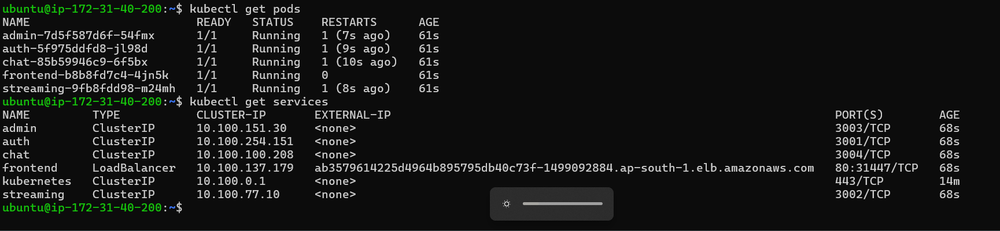 ubuntu@ip-172-31-40-200:~$ kubectl get pods
NAME READY STATUS RESTARTS AGE
admin-7d5f587d6f-54fmx 1/1 Running 1 (7s ago) 61s
auth-5f975ddfd8-jl98d 1/1 Running 1 (9s ago) 61s
chat-85b59946c9-6f5bx 1/1 Running 1 (10s ago) 61s
frontend-b8b8fd7c4-4jn5k 1/1 Running 0 61s
streaming-9fb8fdd98-m24mh 1/1 Running 1 (8s ago) 61s
ubuntu@ip-172-31-40-200:~$ kubectl get services
NAME TYPE CLUSTER-IP EXTERNAL-IP PORT(S) AGE
admin ClusterIP 10.100.151.30 <none> 3003/TCP 68s
auth ClusterIP 10.100.254.151 <none> 3001/TCP 68s
chat ClusterIP 10.100.100.208 <none> 3004/TCP 68s
frontend LoadBalancer 10.100.137.179 ab3579614225d4964b895795db40c73f-1499092884.ap-south-1.elb.amazonaws.com 80:31447/TCP 68s
kubernetes ClusterIP 10.100.0.1 <none> 443/TCP 14m
streaming ClusterIP 10.100.77.10 <none> 3002/TCP 68s
ubuntu@ip-172-31-40-200:~$